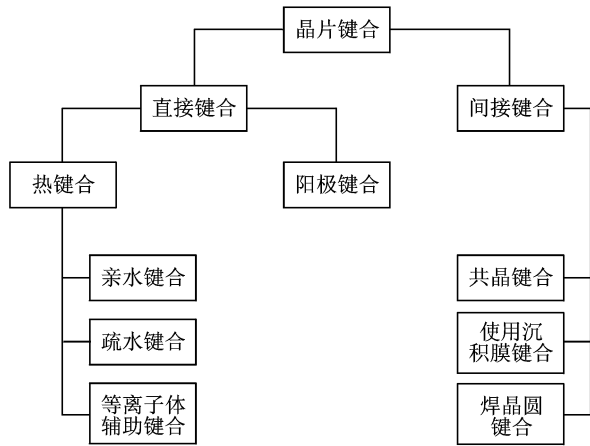 晶片键合
直接键合
间接键合
热键合
阳极键合
亲水键合
共晶键合
疏水键合
使用沉
积膜键合
等离子体
辅助键合
焊晶圆
键合